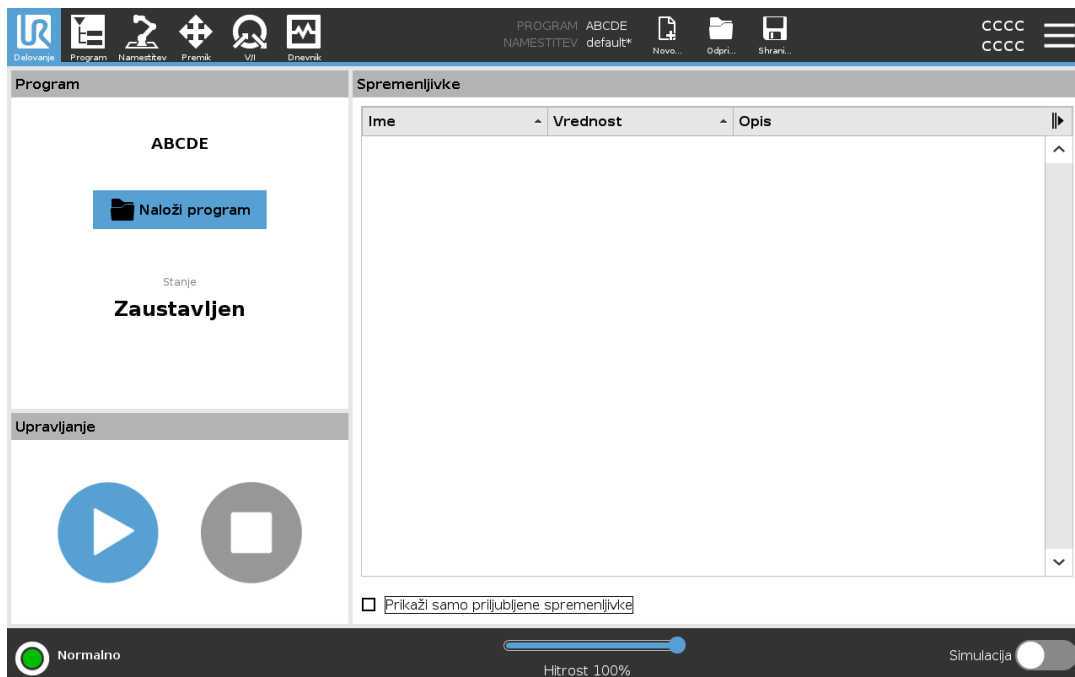 PROGRAM ABCDE
NAMESTITEV default*
CCCC
CCCC
Delovanje Program Namestitev Premik V/I Dnevnik Novo... Odpri... Shrani...
Program
ABCDE
Naloži program
Stanje
Zaustavljen
Upravljanje
Spremenljivke
Ime Vrednost Opis
Prikaži samo priljubljene spremenljivke
Normalno
Hitrost 100%
Simulacija